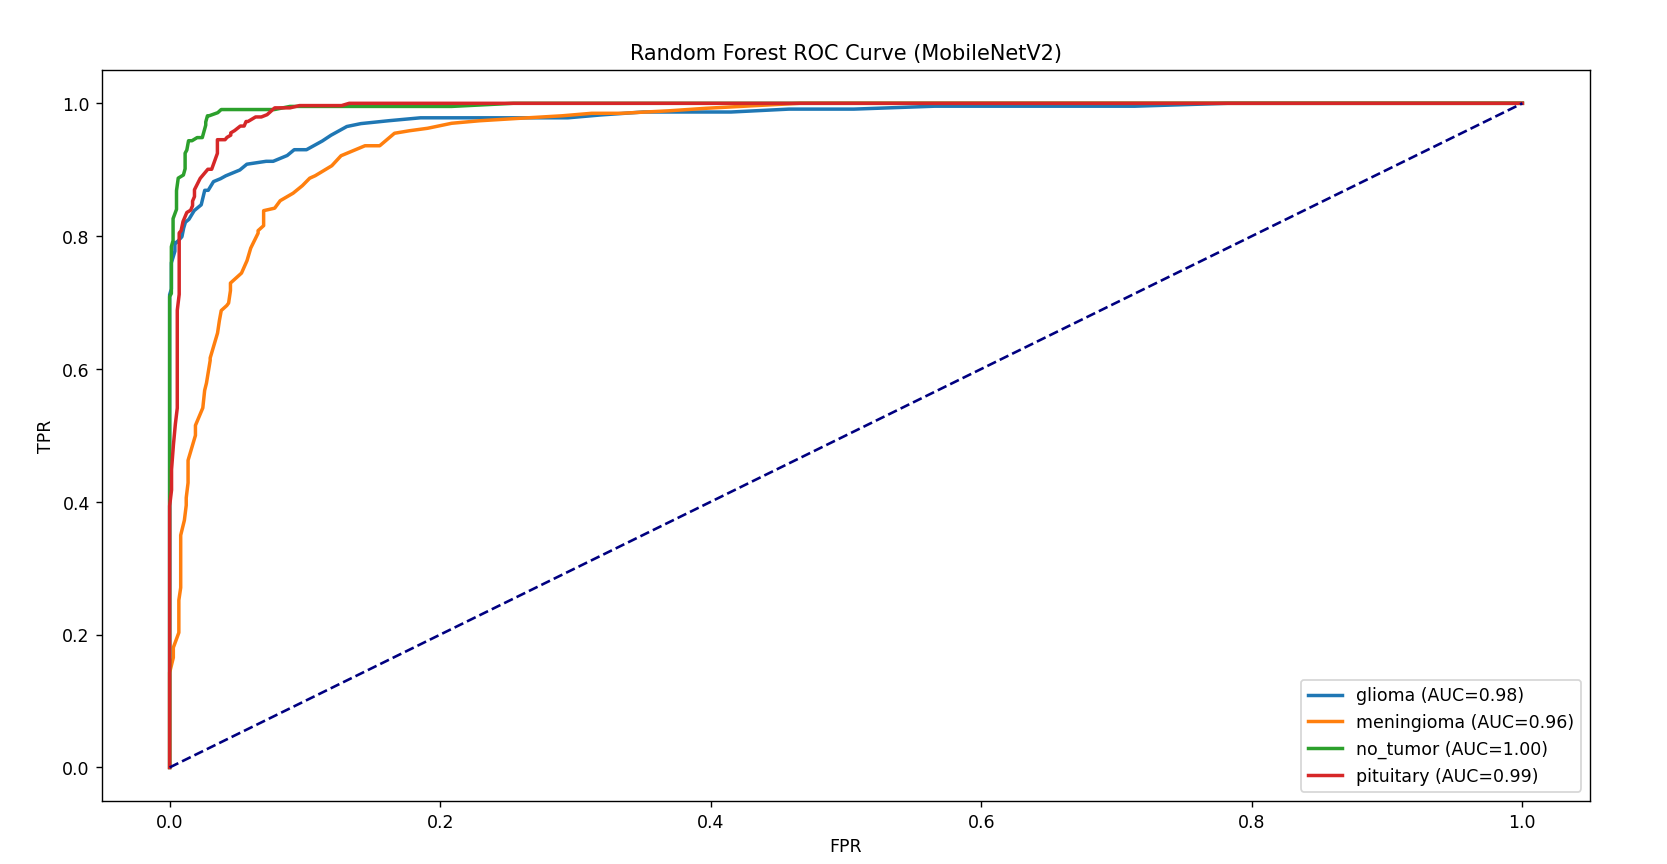 Random Forest ROC Curve (MobileNetV2)
TPR
1.0
0.8
0.6
0.4
0.2
0.0
0.0 0.2 0.4 0.6 0.8 1.0
FPR
glioma (AUC=0.98)
meningioma (AUC=0.96)
no_tumor (AUC=1.00)
pituitary (AUC=0.99)